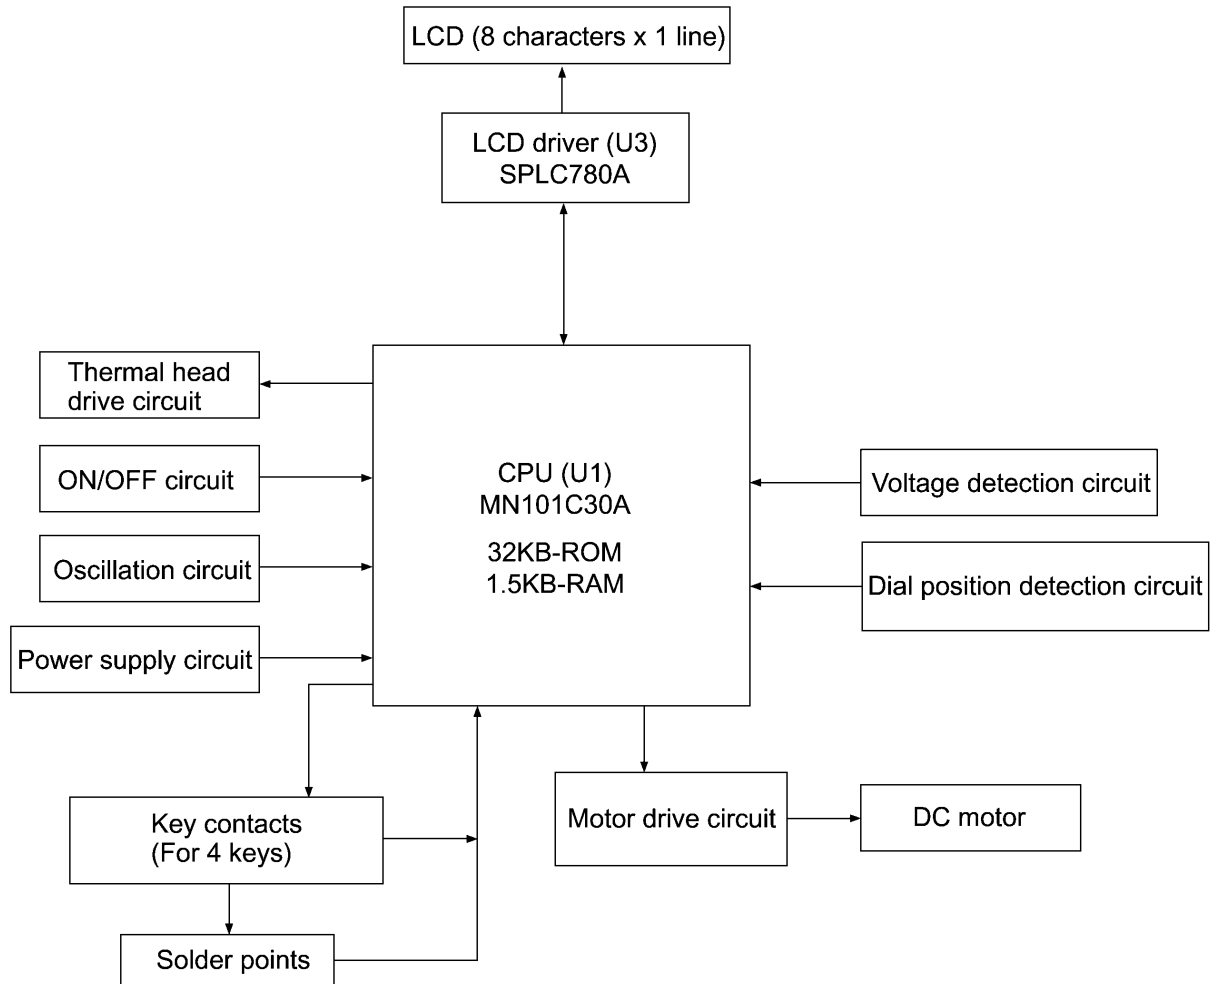 LCD (8 characters x 1 line)
LCD driver (U3)
SPLC780A
Thermal head
drive circuit
ON/OFF circuit
Oscillation circuit
Power supply circuit
CPU (U1)
MN101C30A
32KB-ROM
1.5KB-RAM
Voltage detection circuit
Dial position detection circuit
Key contacts
(For 4 keys)
Solder points
Motor drive circuit
DC motor